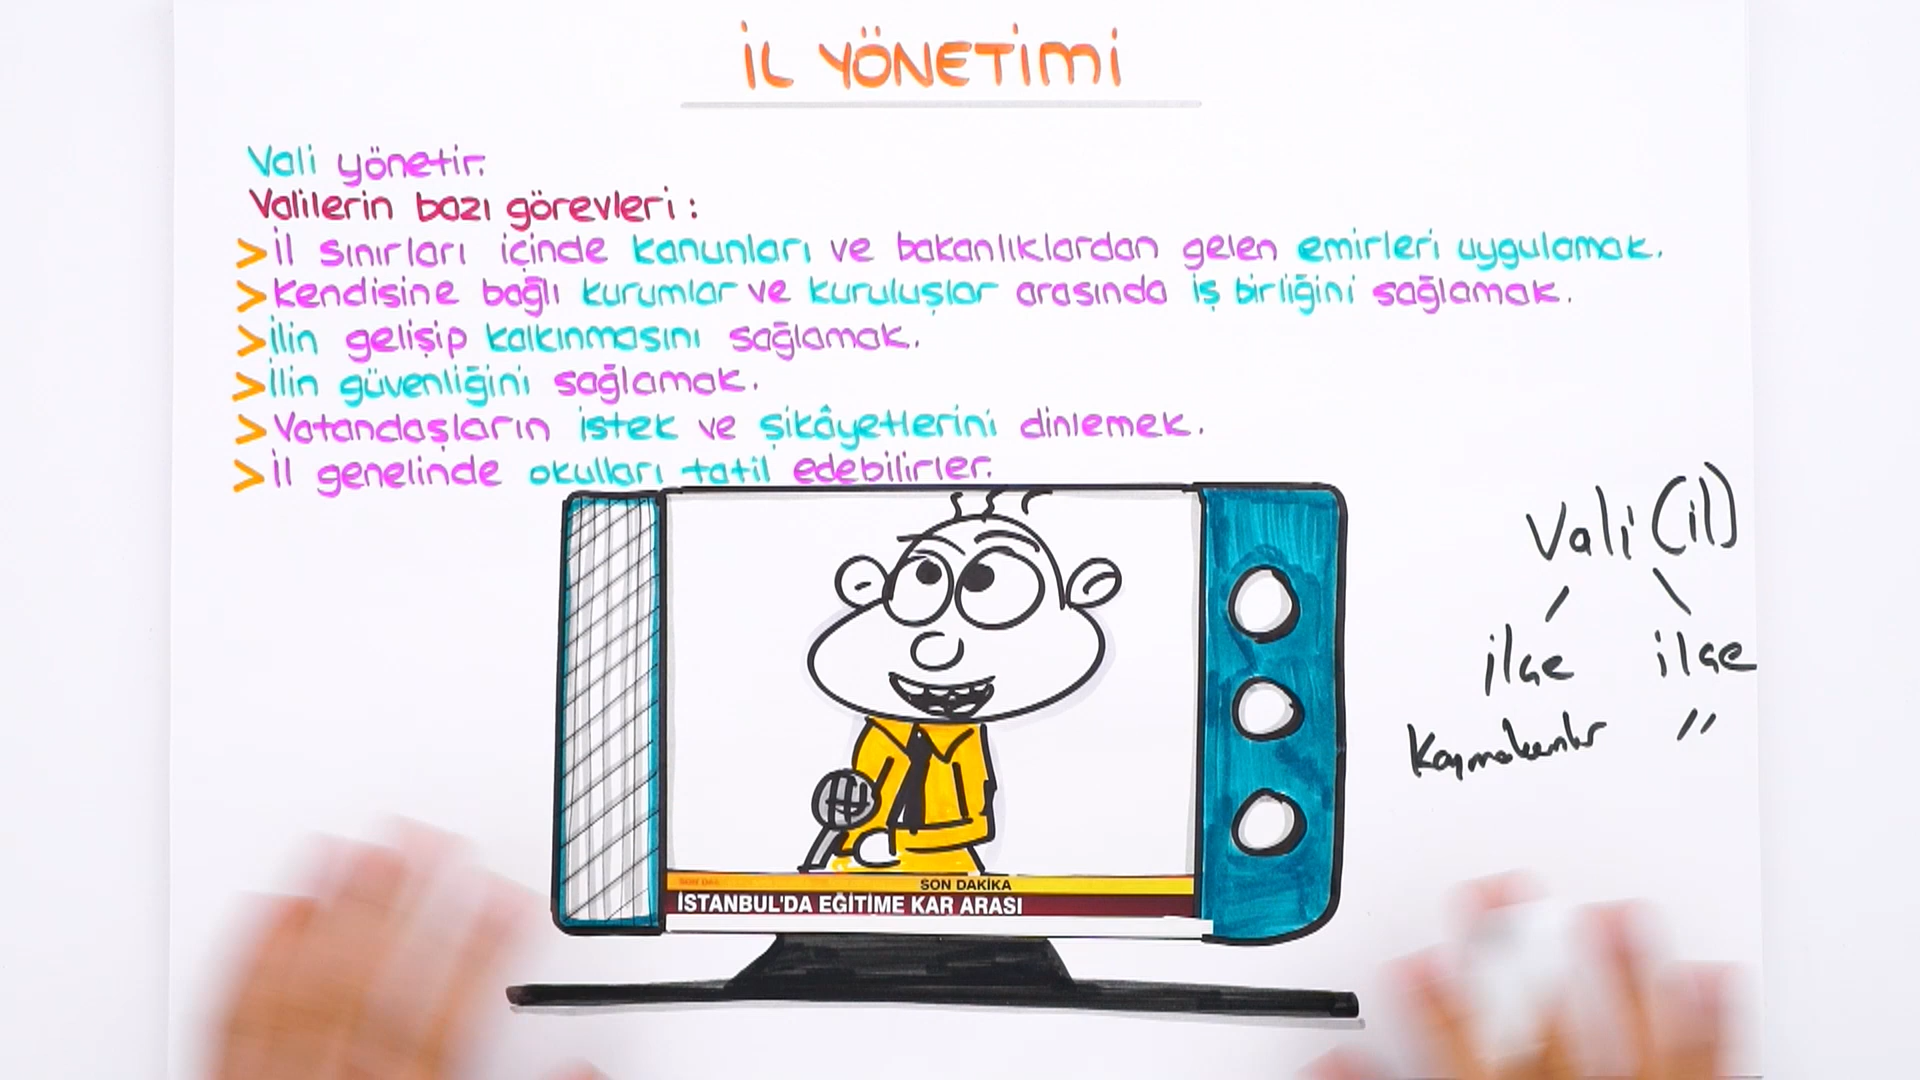 İL YÖNETİMİ
Vali yönetir.
Valilerin bazı görevleri:
>İl sınırları içinde kanunları ve bakanlıklardan gelen emirleri uygulamak.
>Kendisine bağlı kurumlar ve kuruluşlar arasında iş birliğini sağlamak.
>İlin gelişip kalkınmasını sağlamak.
>İlin güvenliğini sağlamak.
>Vatandaşların istek ve şikâyetlerini dinlemek.
>İl genelinde okulları tatil edebilirler.
Vali (il)
ilçe ilçe
Kaymakamlar "
SON DAKİKA
İSTANBUL'DA EĞİTİME KAR ARASI